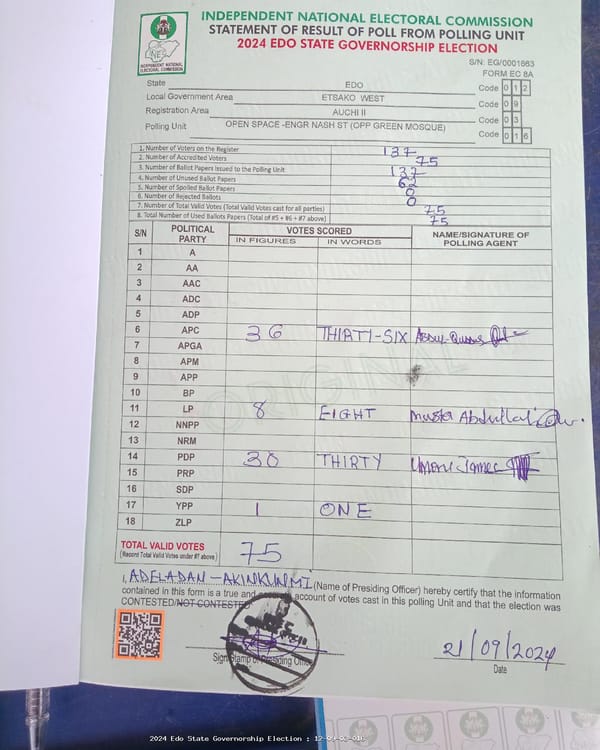 INDEPENDENT NATIONAL ELECTORAL COMMISSION
STATEMENT OF RESULT OF POLL FROM POLLING UNIT
2024 EDO STATE GOVERNORSHIP ELECTION
INEC
INDEPENDENT NATIONAL
ELECTORAL COMMISSION
S/N: EG/0001663
FORM EC 8A
State EDO Code 0 1 2
Local Government Area ETSAKO WEST Code 0 9
Registration Area AUCHI II Code 0 3
Polling Unit OPEN SPACE -ENGR NASH ST (OPP GREEN MOSQUE) Code 0 1 6
1. Number of Voters on the Register 137
2. Number of Accredited Voters 75
3. Number of Ballot Papers Issued to the Polling Unit 137
4. Number of Unused Ballot Papers 62
5. Number of Spoiled Ballot Papers 0
6. Number of Rejected Ballots 0
7. Number of Total Valid Votes (Total Valid Votes cast for all parties) 75
8. Total Number of Used Ballots Papers (Total of #5 + #6 + #7 above) 75
S/N POLITICAL PARTY VOTES SCORED NAME/SIGNATURE OF POLLING AGENT
IN FIGURES IN WORDS
1 A
2 AA
3 AAC
4 ADC
5 ADP
6 APC 36 THIRTI-SIX
7 APGA
8 APM
9 APP
10 BP
11 LP 8 EIGHT
12 NNPP
13 NRM
14 PDP 30 THIRTY James
15 PRP
16 SDP
17 YPP 1 ONE
18 ZLP
ORIGINAL
TOTAL VALID VOTES 75
(Record Total Valid Votes under #7 above)
I, ADELADAN-AKINKUNMI (Name of Presiding Officer) hereby certify that the information
contained in this form is a true and accurate account of votes cast in this polling Unit and that the election was
CONTESTED/NOT CONTESTED
21/09/2024
Sign/Stamp of Presiding Officer Date
2024 Edo State Governorship Election : 12-09-03-016